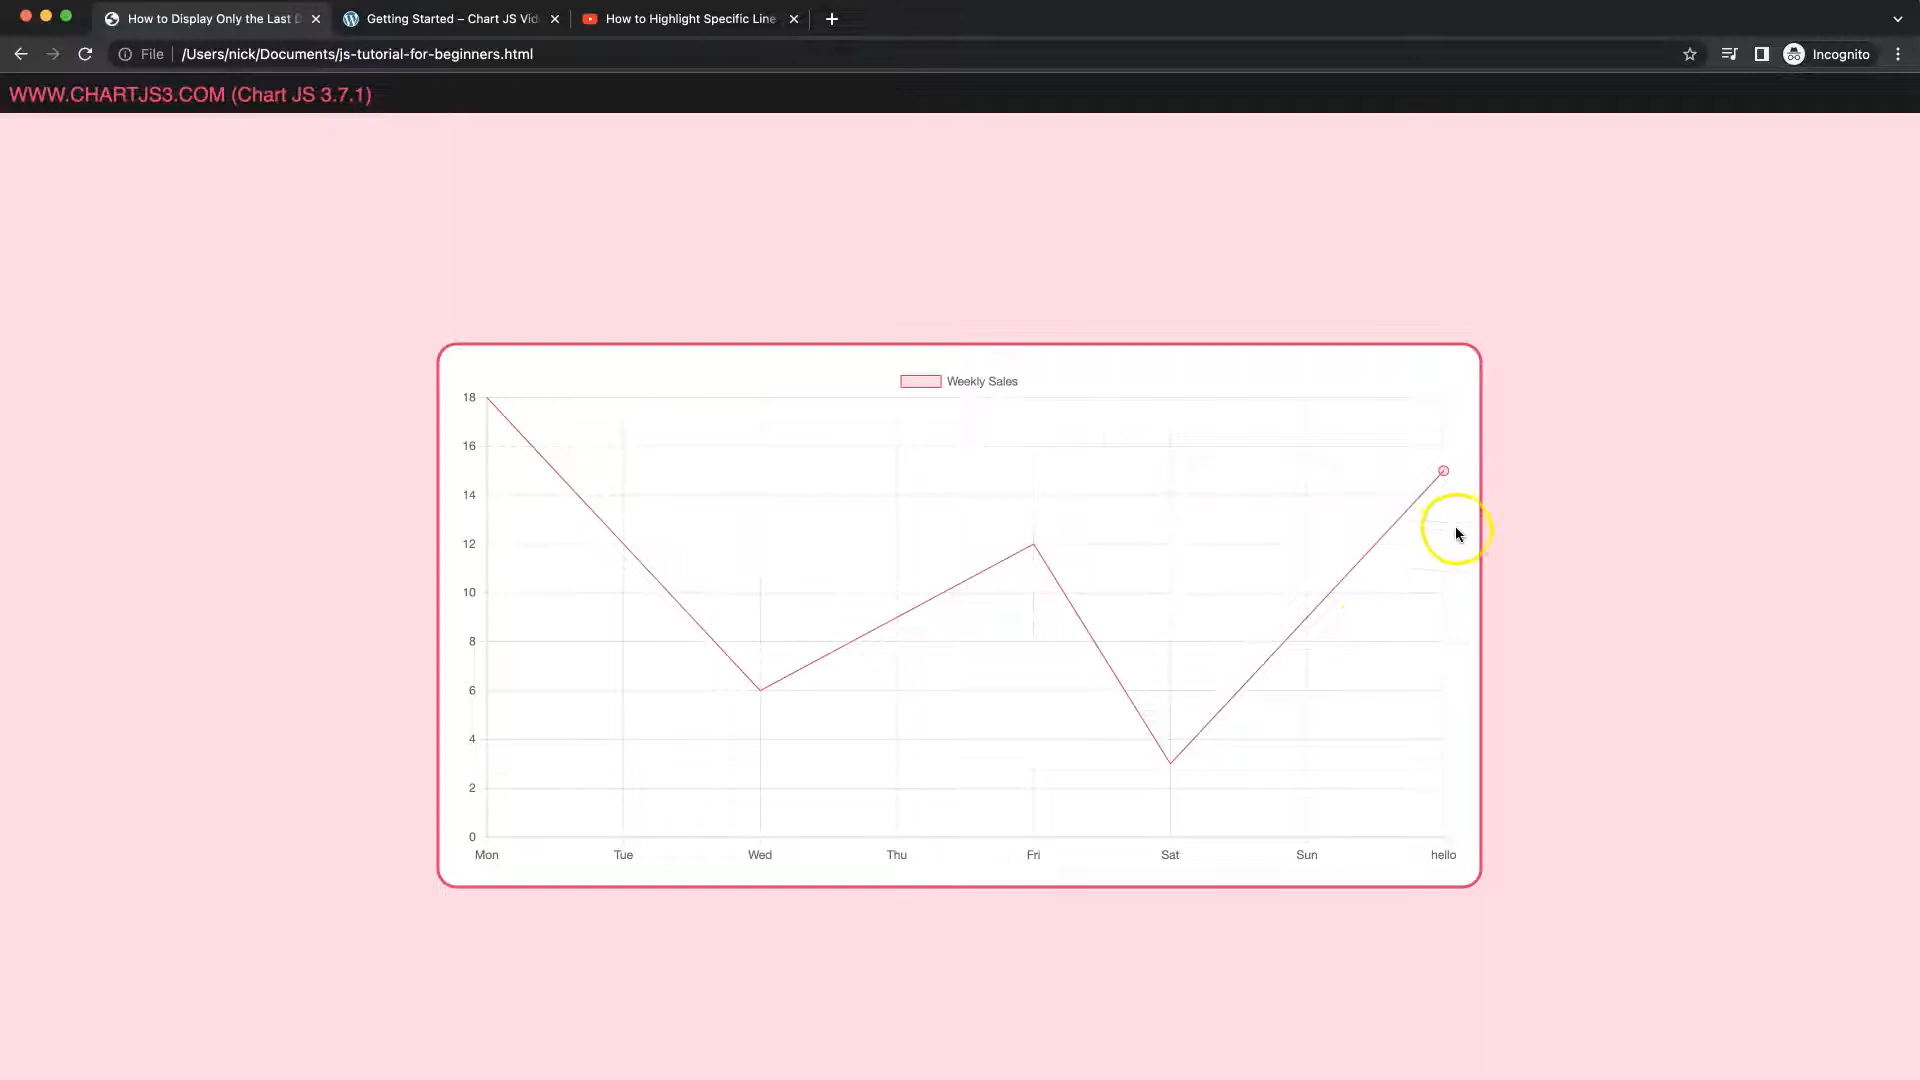 How to Display Only the Last D
Getting Started – Chart JS Vid
How to Highlight Specific Line
File
/Users/nick/Documents/js-tutorial-for-beginners.html
Incognito
WWW.CHARTJS3.COM (Chart JS 3.7.1)
Weekly Sales
18
16
14
12
10
8
6
4
2
0
Mon Tue Wed Thu Fri Sat Sun hello